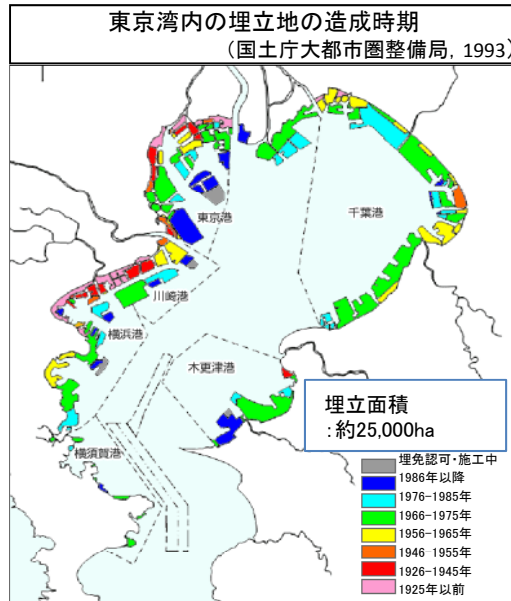 東京湾内の埋立地の造成時期
(国土庁大都市圏整備局, 1993)
東京港
千葉港
川崎港
横浜港
木更津港
横須賀港
埋立面積
:約25,000ha
埋免認可・施工中
1986年以降
1976-1985年
1966-1975年
1956-1965年
1946-1955年
1926-1945年
1925年以前